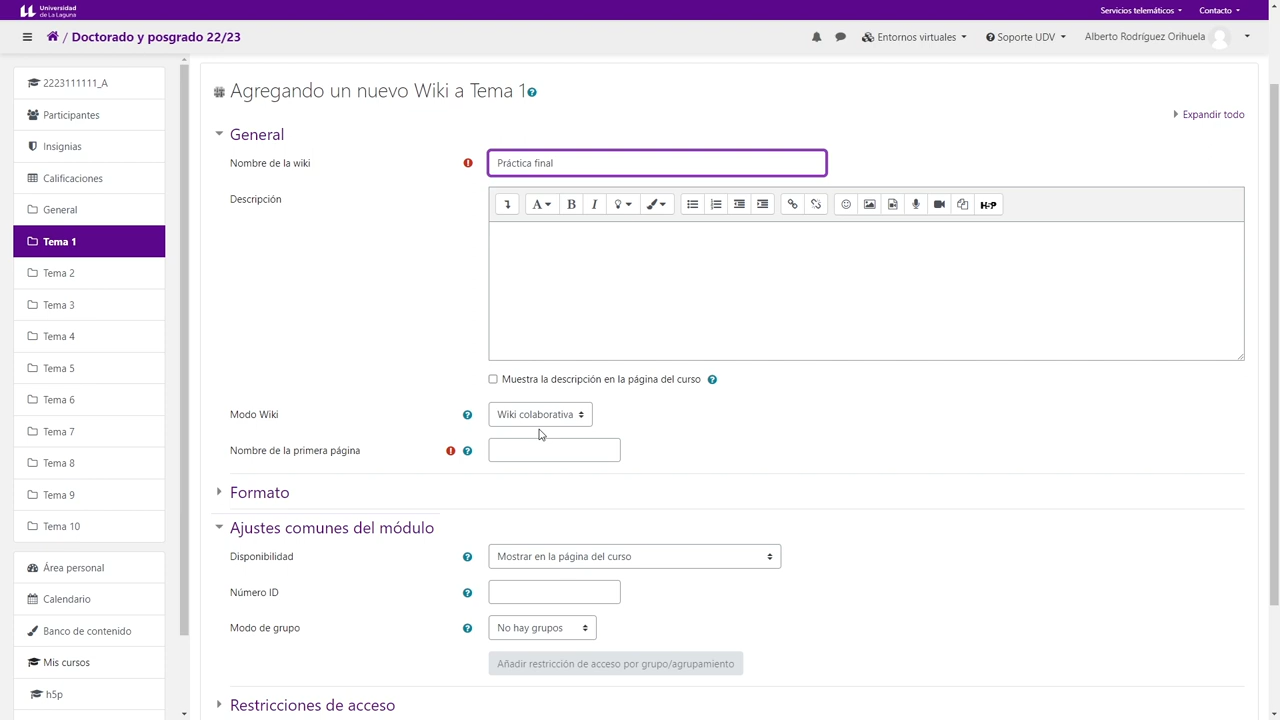 Universidad
de La Laguna
Servicios telemáticos
Contacto
/ Doctorado y posgrado 22/23
Entornos virtuales
Soporte UDV
Alberto Rodríguez Orihuela
2223111111_A
Participantes
Insignias
Calificaciones
General
Tema 1
Tema 2
Tema 3
Tema 4
Tema 5
Tema 6
Tema 7
Tema 8
Tema 9
Tema 10
Área personal
Calendario
Banco de contenido
Mis cursos
h5p
Agregando un nuevo Wiki a Tema 1
Expandir todo
General
Nombre de la wiki
Práctica final
Descripción
A
B
I
H5P
Muestra la descripción en la página del curso
Modo Wiki
Wiki colaborativa
Nombre de la primera página
Formato
Ajustes comunes del módulo
Disponibilidad
Mostrar en la página del curso
Número ID
Modo de grupo
No hay grupos
Añadir restricción de acceso por grupo/agrupamiento
Restricciones de acceso